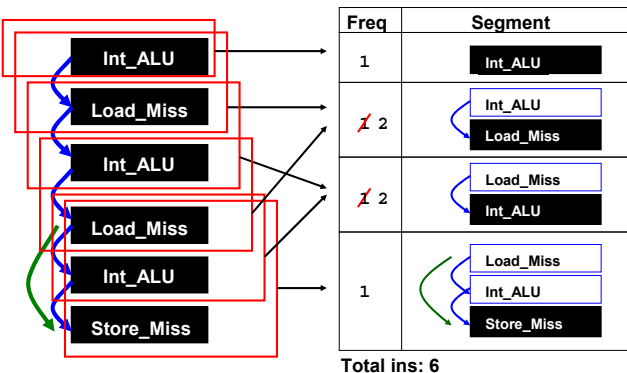 Int_ALU
Load_Miss
Int_ALU
Load_Miss
Int_ALU
Store_Miss
Freq Segment
1 Int_ALU
Int_ALU
1 2 Load_Miss
Load_Miss
1 2 Int_ALU
Load_Miss
1 Int_ALU
Store_Miss
Total ins: 6